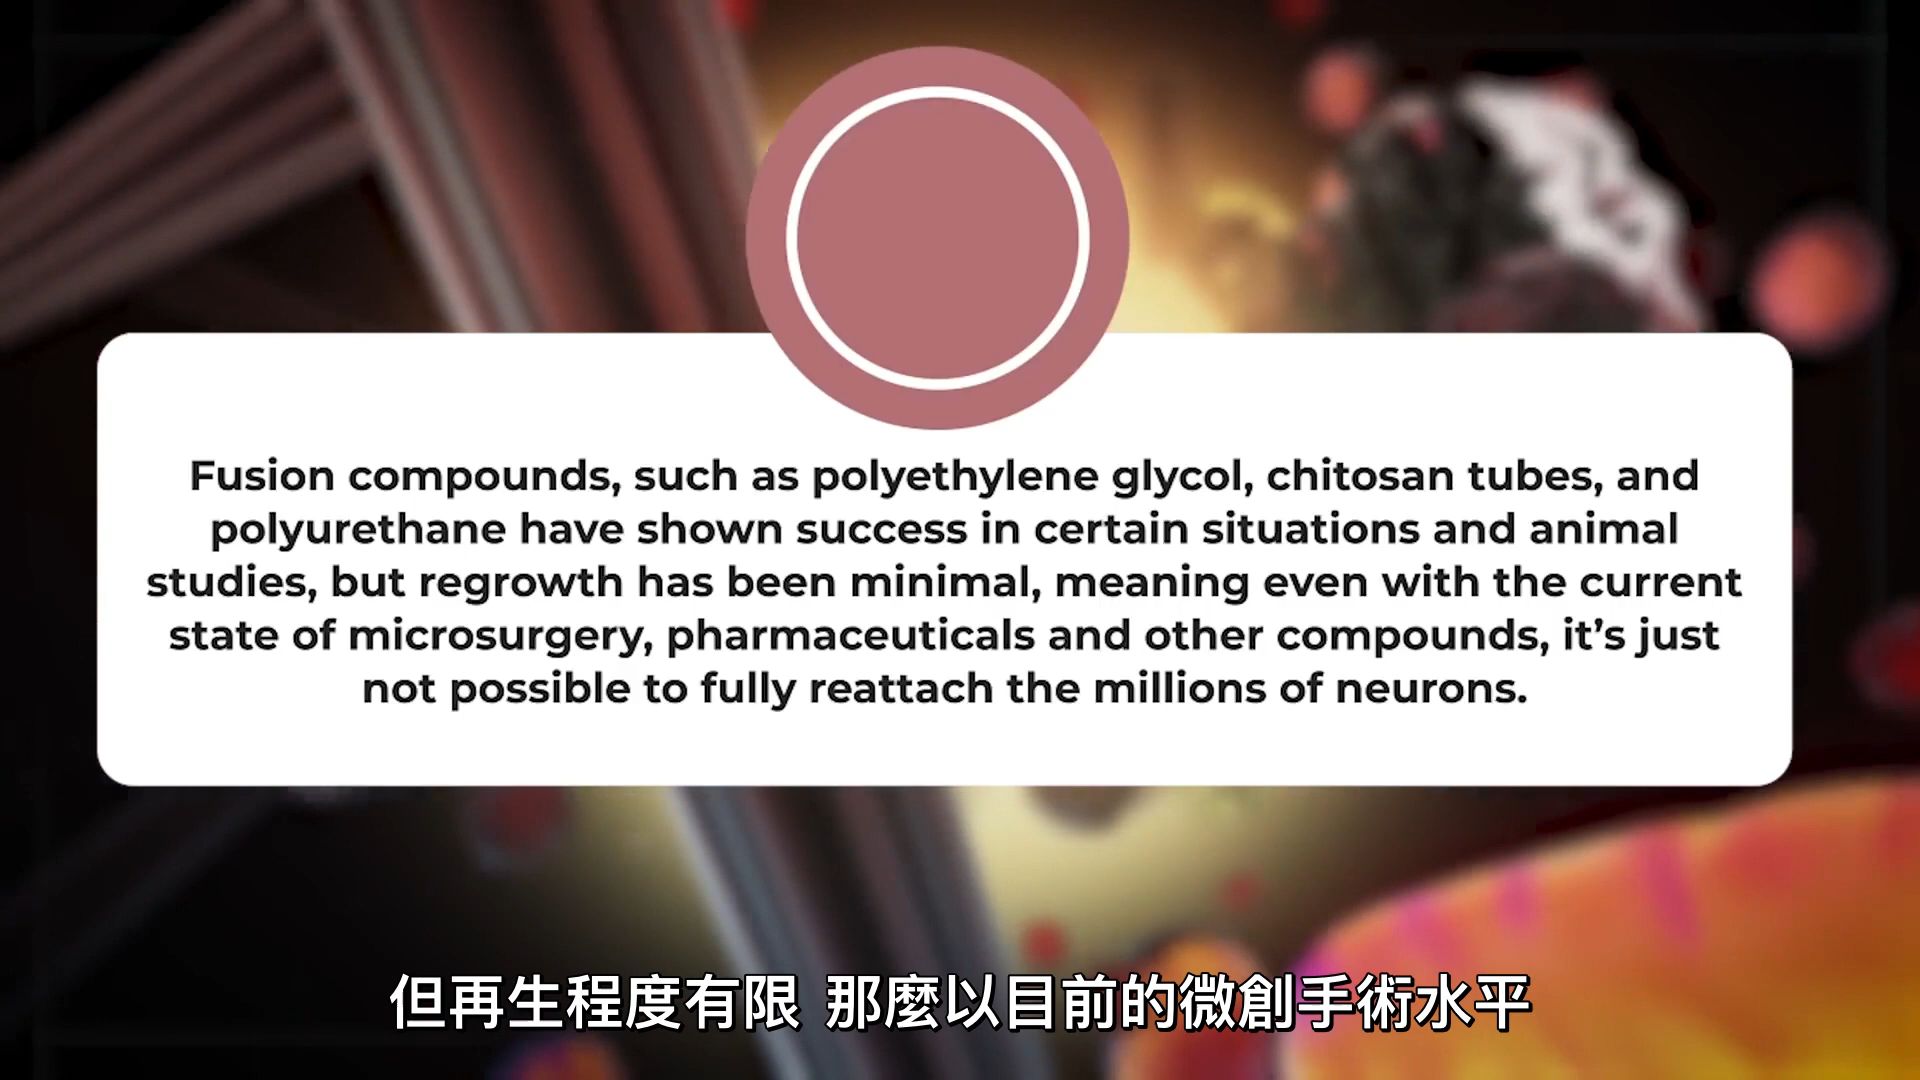 Fusion compounds, such as polyethylene glycol, chitosan tubes, and
polyurethane have shown success in certain situations and animal
studies, but regrowth has been minimal, meaning even with the current
state of microsurgery, pharmaceuticals and other compounds, it’s just
not possible to fully reattach the millions of neurons.
但再生程度有限 那麼以目前的微創手術水平